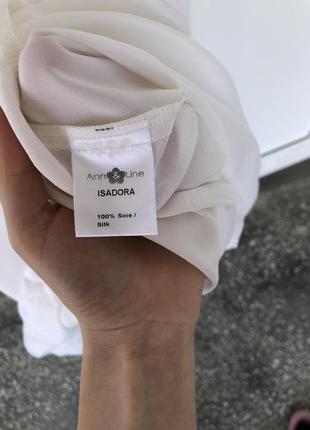 Ann&Line
ISADORA
100% Soie /
Silk